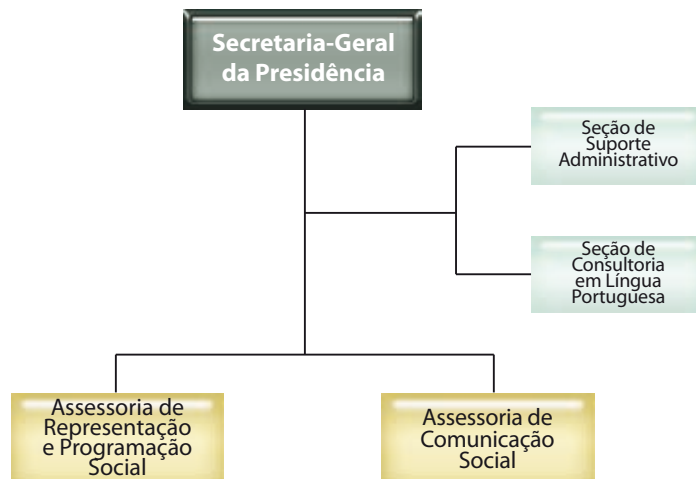 Secretaria-Geral
da Presidência
Seção de
Suporte
Administrativo
Seção de
Consultoria
em Língua
Portuguesa
Assessoria de
Representação
e Programação
Social
Assessoria de
Comunicação
Social